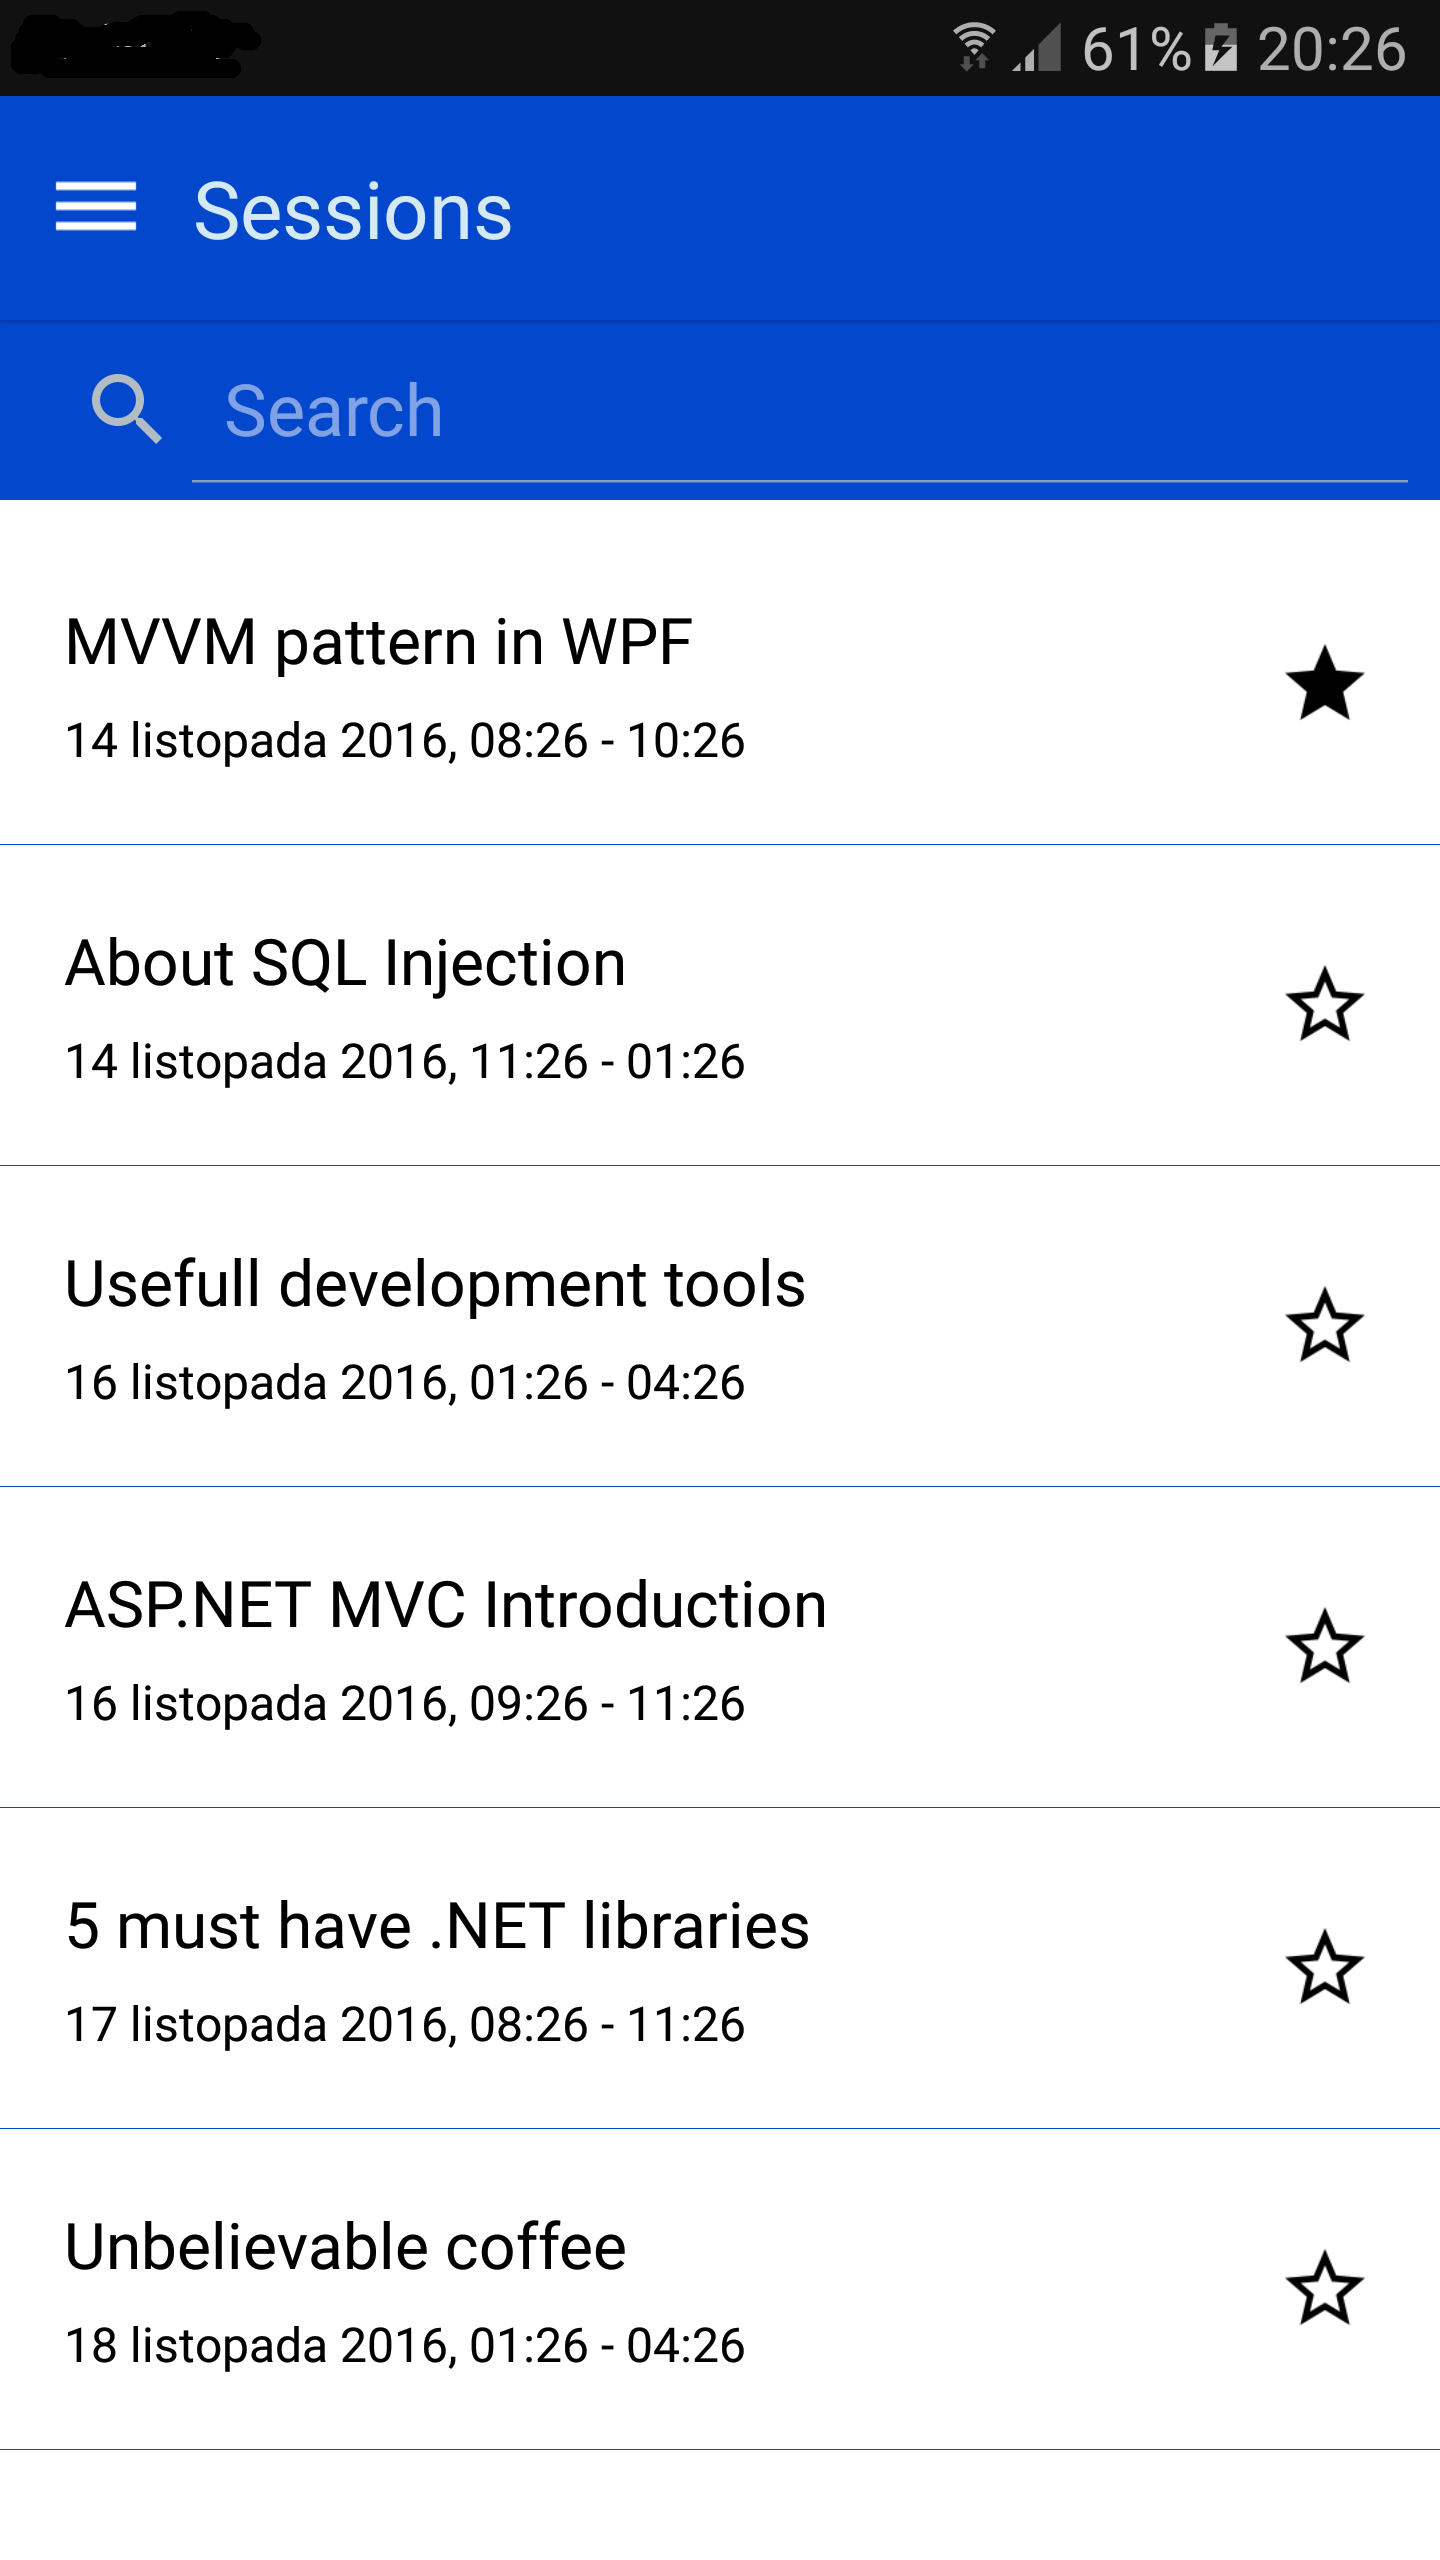 61% 20:26
Sessions
Search
MVVM pattern in WPF
14 listopada 2016, 08:26 - 10:26
About SQL Injection
14 listopada 2016, 11:26 - 01:26
Usefull development tools
16 listopada 2016, 01:26 - 04:26
ASP.NET MVC Introduction
16 listopada 2016, 09:26 - 11:26
5 must have .NET libraries
17 listopada 2016, 08:26 - 11:26
Unbelievable coffee
18 listopada 2016, 01:26 - 04:26